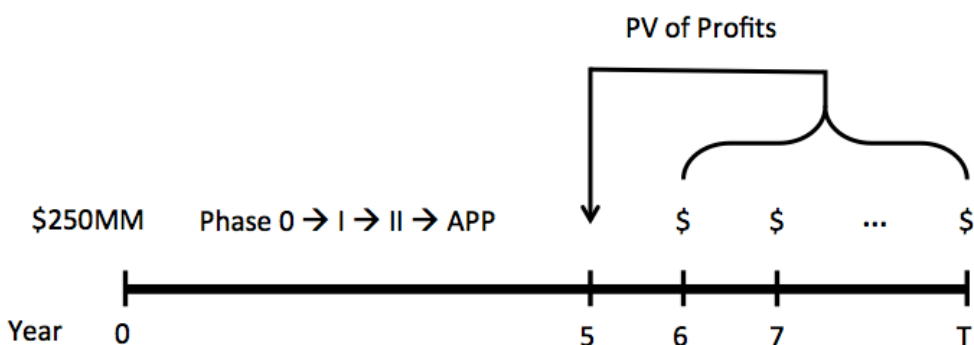 PV of Profits
$250MM Phase 0 → I → II → APP $ $ ... $
Year 0 5 6 7 T